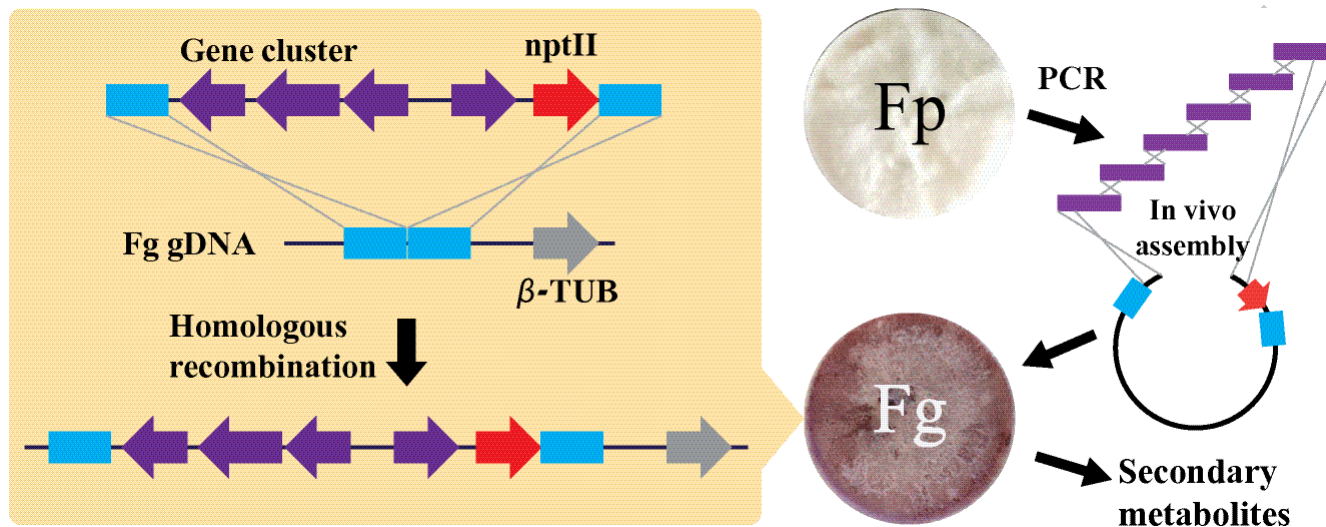 Gene cluster
nptII
Fg gDNA
β-TUB
Homologous
recombination
Fp
PCR
In vivo
assembly
Fg
Secondary
metabolites